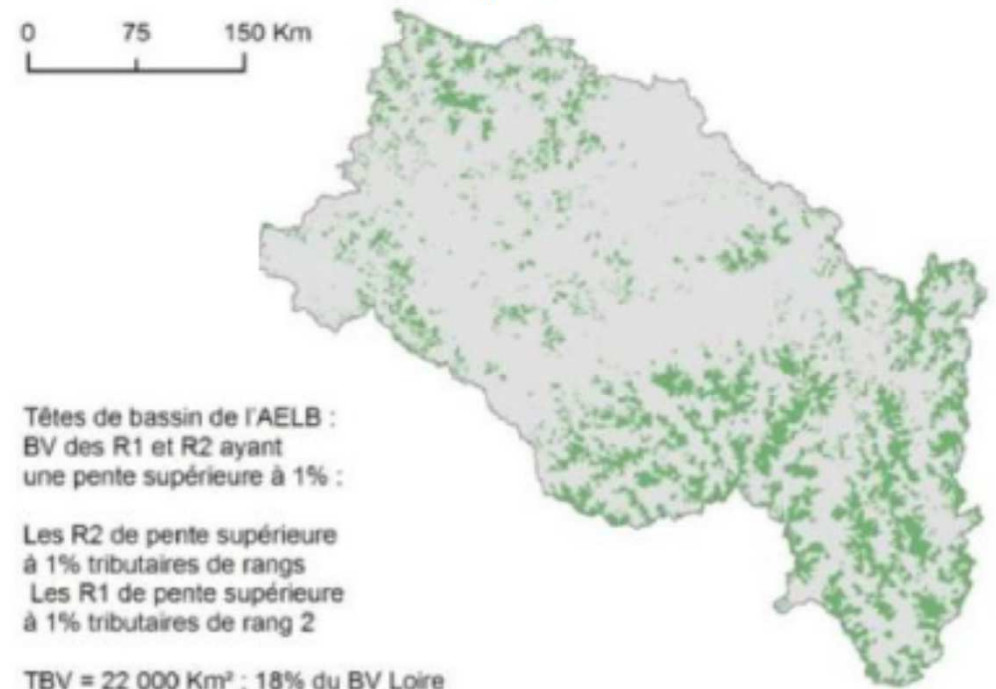 0 75 150 Km
Têtes de bassin de l'AELB :
BV des R1 et R2 ayant
une pente supérieure à 1% :
Les R2 de pente supérieure
à 1% tributaires de rangs
Les R1 de pente supérieure
à 1% tributaires de rang 2
TBV = 22 000 Km² : 18% du BV Loire